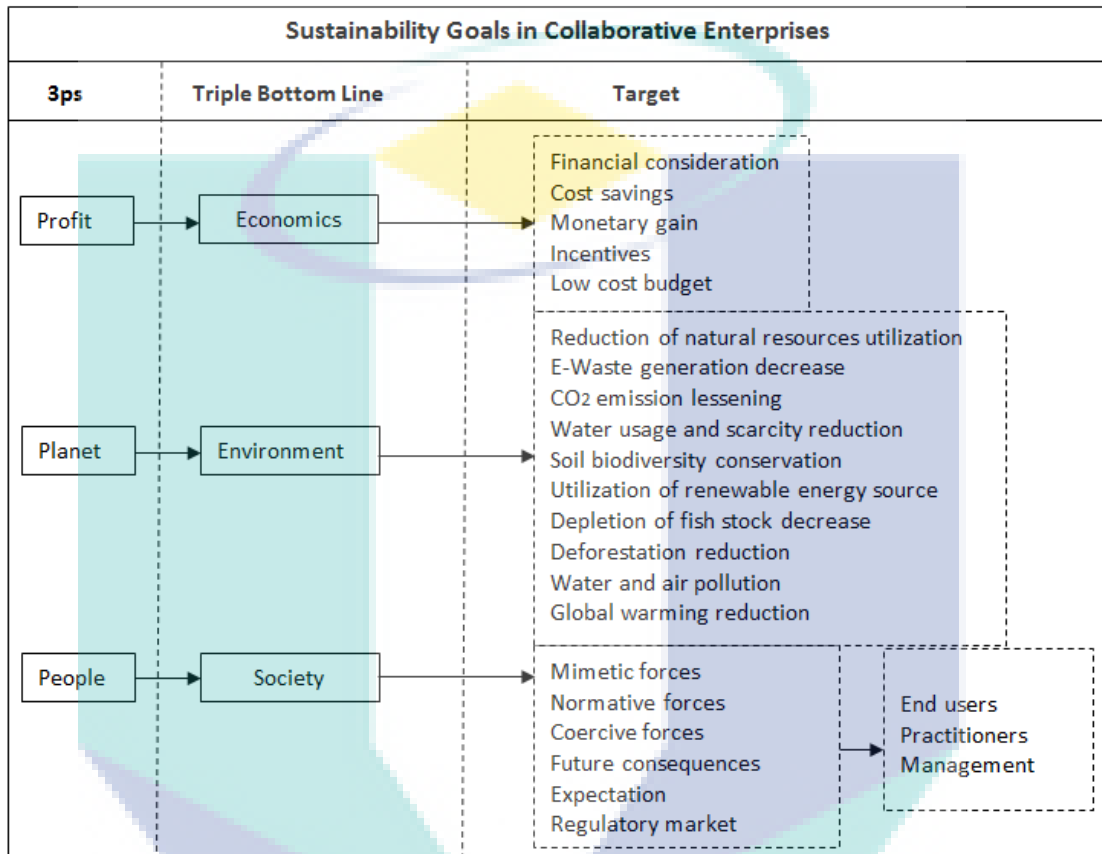 Sustainability Goals in Collaborative Enterprises
3ps
Triple Bottom Line
Target
Profit
Economics
Financial consideration
Cost savings
Monetary gain
Incentives
Low cost budget
Planet
Environment
Reduction of natural resources utilization
E-Waste generation decrease
CO2 emission lessening
Water usage and scarcity reduction
Soil biodiversity conservation
Utilization of renewable energy source
Depletion of fish stock decrease
Deforestation reduction
Water and air pollution
Global warming reduction
People
Society
Mimetic forces
Normative forces
Coercive forces
Future consequences
Expectation
Regulatory market
End users
Practitioners
Management